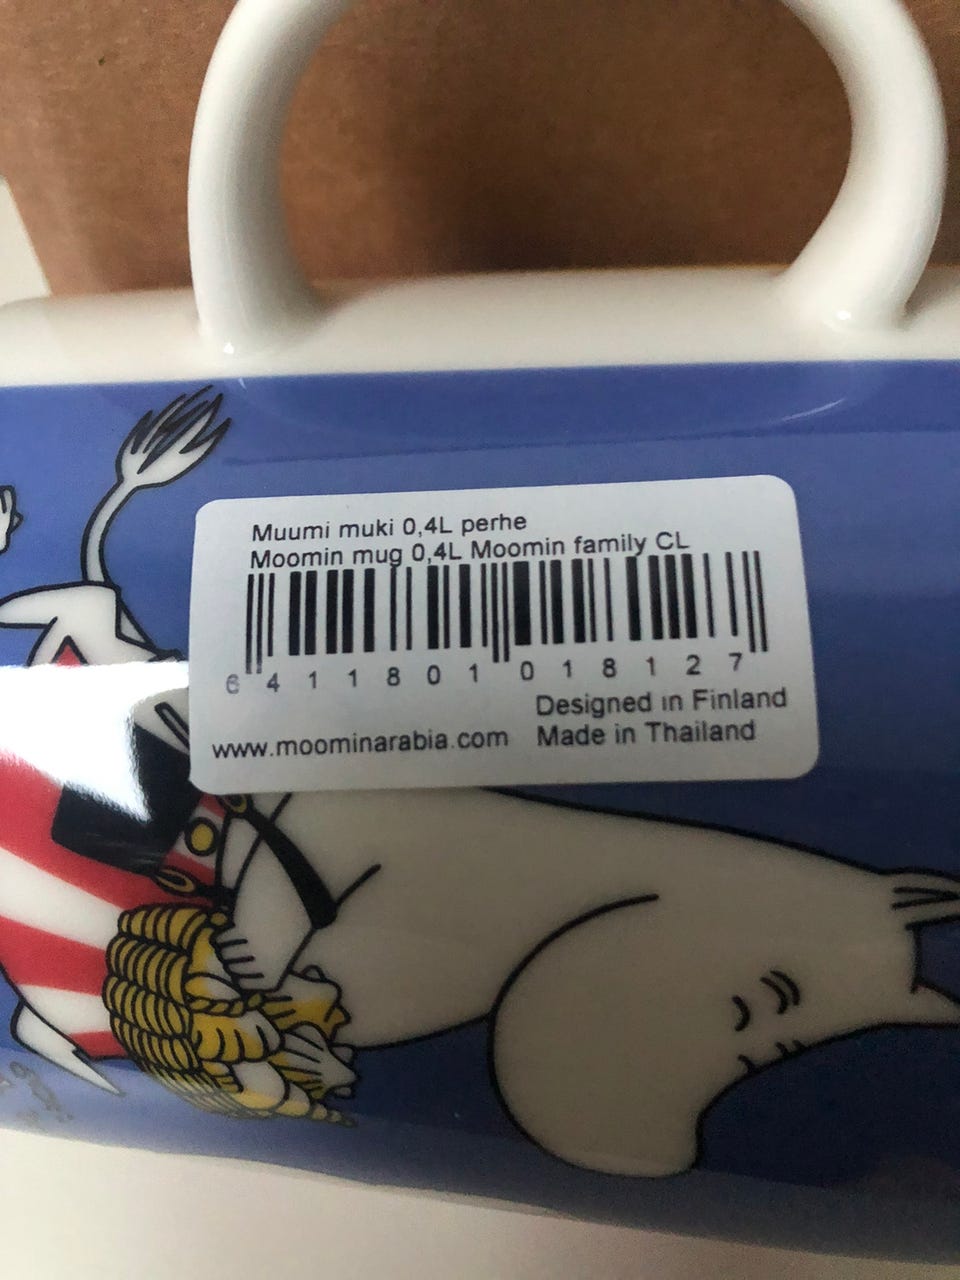 Muumi muki 0,4L perhe
Moomin mug 0,4L Moomin family CL
6 411801 018127
Designed in Finland
www.moominarabia.com Made in Thailand